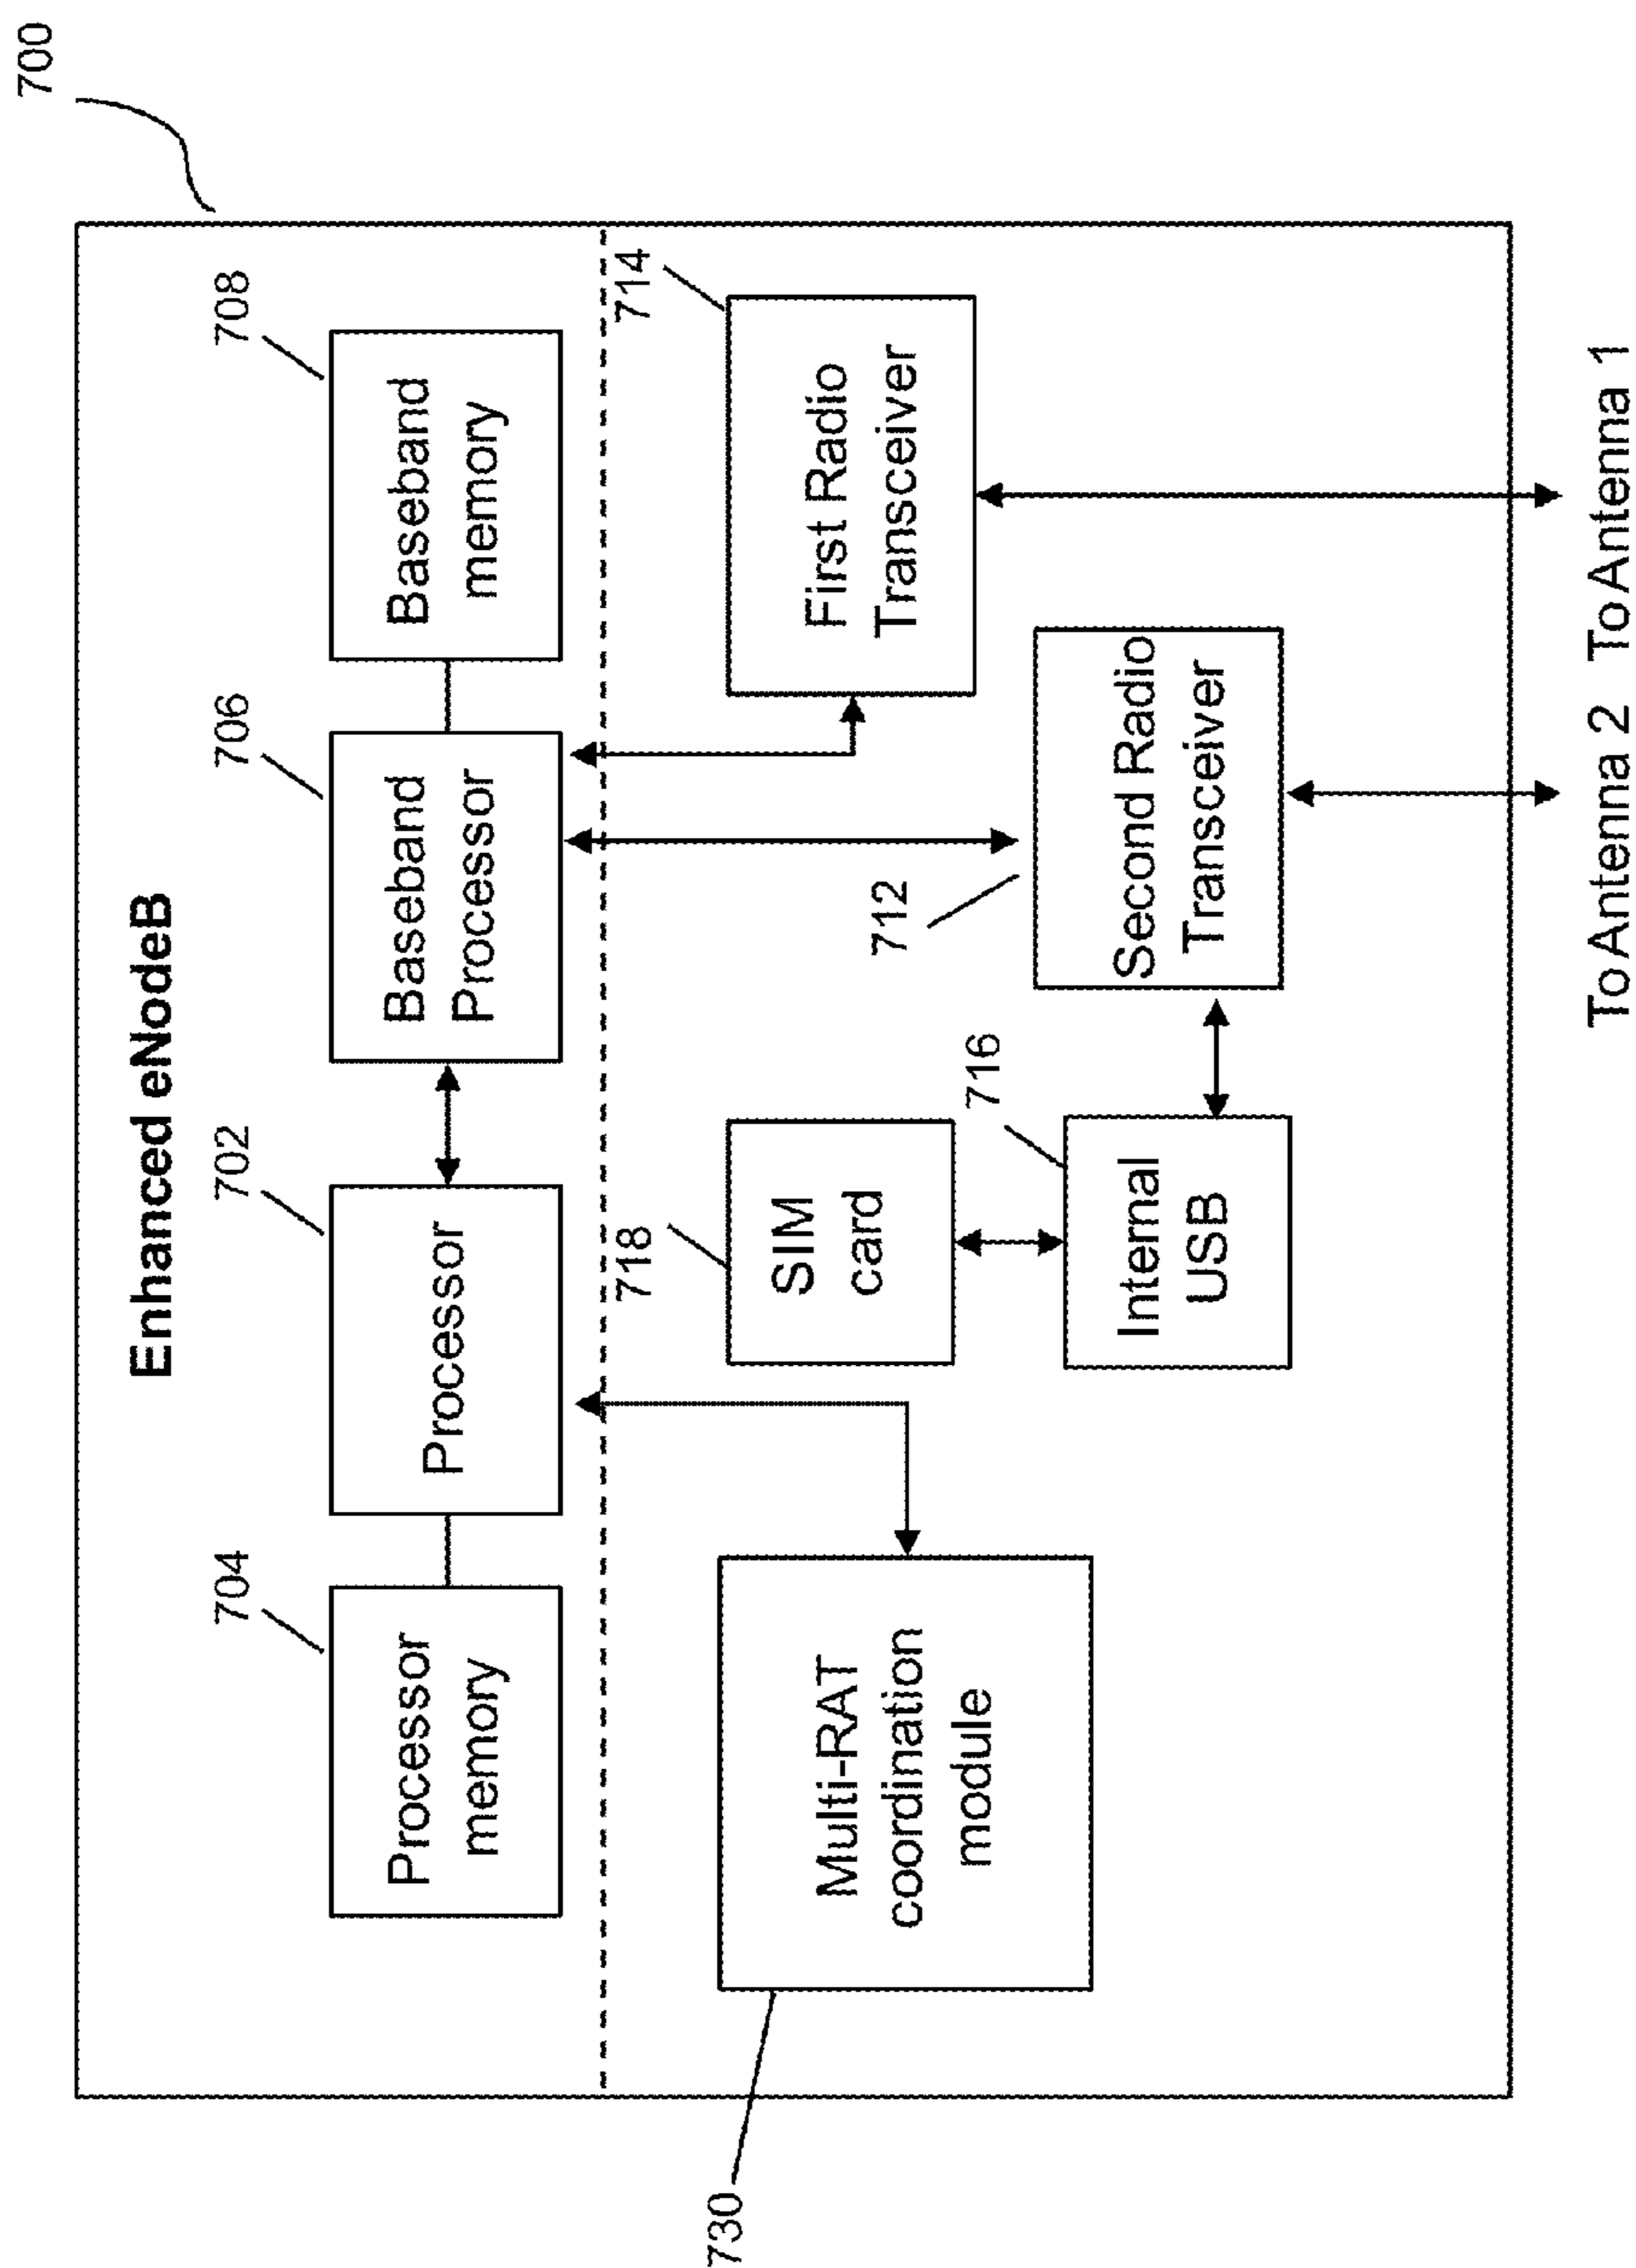 700
Enhanced eNodeB
704
702
706
708
Processor
memory
Processor
Baseband
Processor
Baseband
memory
730
718
716
712
714
Multi-RAT
coordination
module
SIM
card
First Radio
Transceiver
Internal
USB
Second Radio
Transceiver
To Antenna 2
To Antenna 1